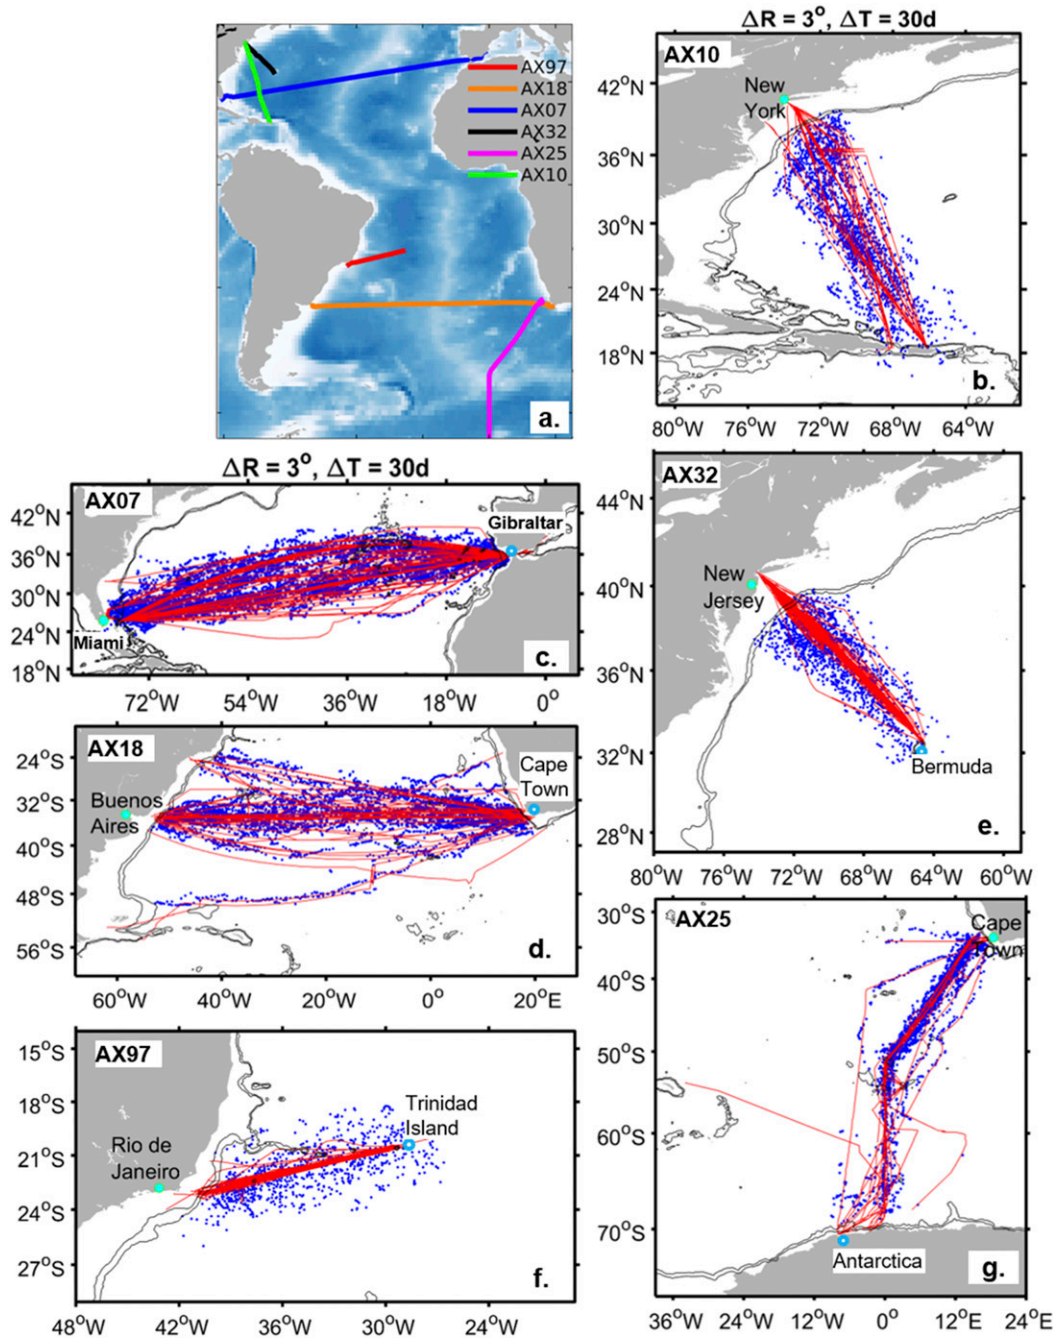 AX97
AX18
AX07
AX32
AX25
AX10
a.
ΔR = 3°, ΔT = 30d
AX10
New
York
42°N
36°N
30°N
24°N
18°N
b.
80°W 76°W 72°W 68°W 64°W
ΔR = 3°, ΔT = 30d
AX07
Gibraltar
Miami
42°N
36°N
30°N
24°N
18°N
c.
72°W 54°W 36°W 18°W 0°
AX32
New
Jersey
Bermuda
44°N
40°N
36°N
32°N
28°N
e.
80°W 76°W 72°W 68°W 64°W 60°W
AX18
Buenos
Aires
Cape
Town
24°S
32°S
40°S
48°S
56°S
d.
60°W 40°W 20°W 0° 20°E
AX25
Cape
Town
Antarctica
30°S
40°S
50°S
60°S
70°S
g.
36°W 24°W 12°W 0° 12°E 24°E
AX97
Rio de
Janeiro
Trinidad
Island
15°S
18°S
21°S
24°S
27°S
f.
48°W 42°W 36°W 28°W 24°W